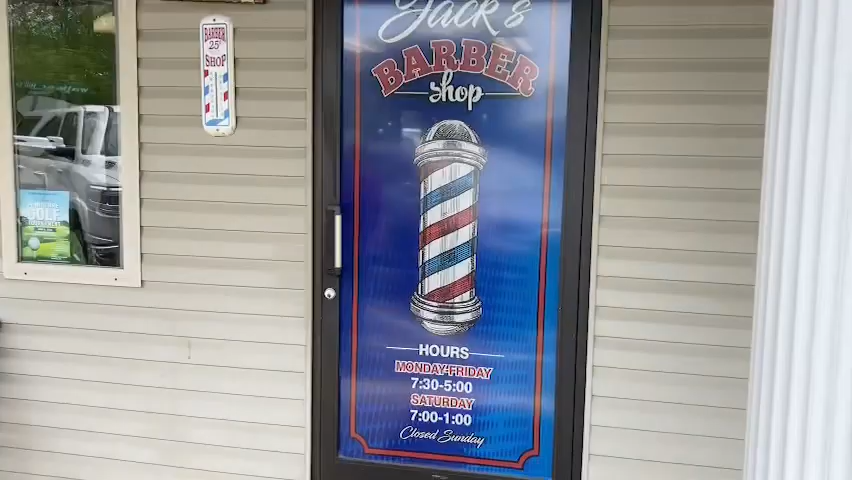 BARBER
25¢
SHOP
Jack's
BARBER
shop
GOLF
HOURS
MONDAY-FRIDAY
7:30-5:00
SATURDAY
7:00-1:00
Closed Sunday